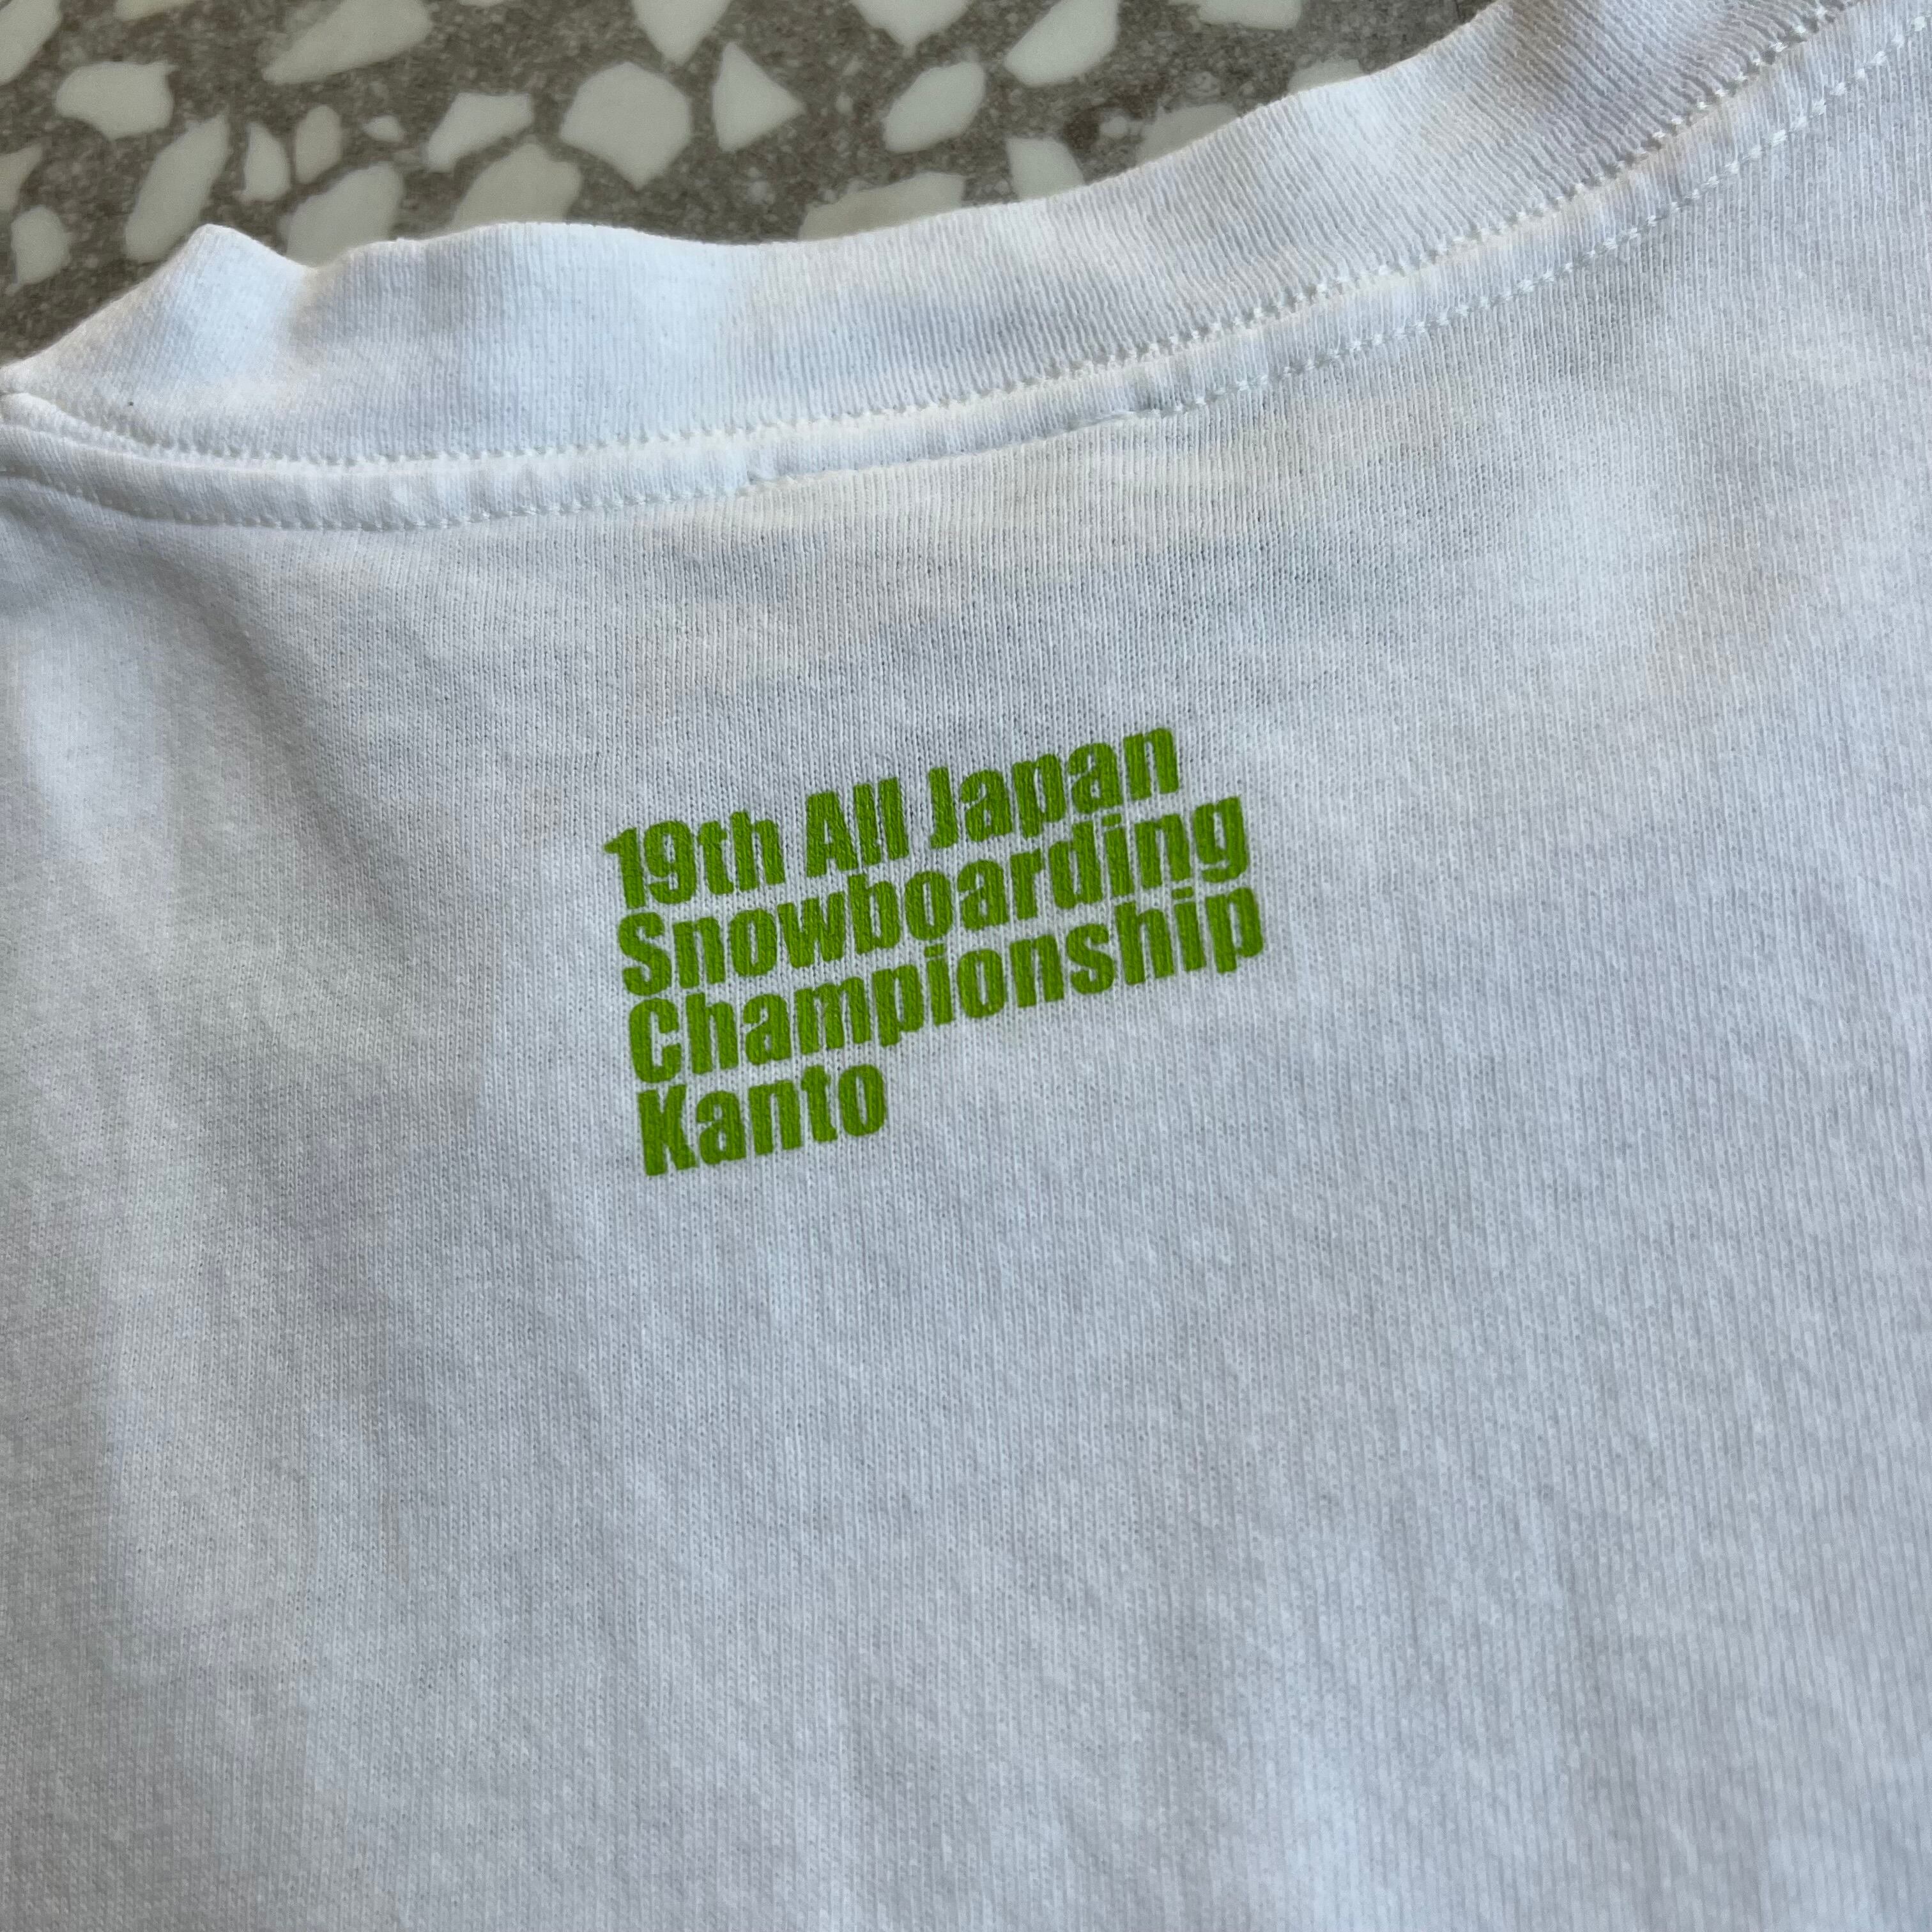 19th All Japan
Snowboarding
Championship
Kanto